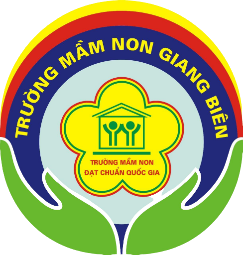 TRƯỜNG MẦM NON GIANG BIÊN
TRƯỜNG MẦM NON
ĐẠT CHUẨN QUỐC GIA